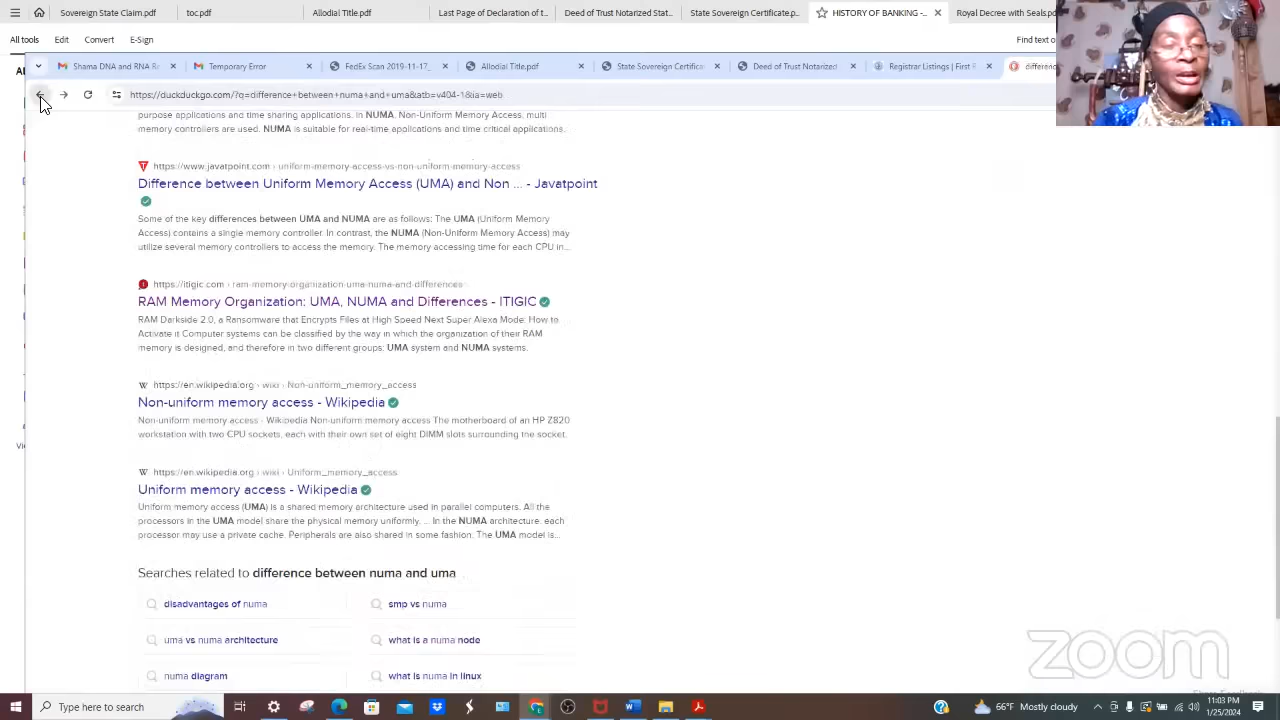 Sovereign State Claim.pdf toc.pdf Allodial Title.pdf Last Page of Declaration of t... Deed of Trust Notarized Stat... State Sovereign Certificate.p... HISTORY OF BANKING -... Royal Decree with Seals.pd
All tools Edit Convert E-Sign Find text o
Shama DNA and RNA Re Temporary Error FedEx Scan 2019-11-17 Allodial Title.pdf State Sovereign Certificate Deed of Trust Notarized Registrar Listings | First R differen
https://duckduckgo.com/?q=difference+between+numa+and+uma&atb=v404-1&ia=web
purpose applications and time sharing applications. In NUMA. Non-Uniform Memory Access, multi
memory controllers are used. NUMA is suitable for real-time applications and time critical applications.
https://www.javatpoint.com › uniform-memory-access-vs-non-uniform-memory-access
Difference between Uniform Memory Access (UMA) and Non ... - Javatpoint
Some of the key differences between UMA and NUMA are as follows: The UMA (Uniform Memory
Access) contains a single memory controller. In contrast, the NUMA (Non-Uniform Memory Access) may
utilize several memory controllers to access the memory. The memory accessing time for each CPU in...
https://itigic.com › ram-memory-organization-uma-numa-and-differences
RAM Memory Organization: UMA, NUMA and Differences - ITIGIC
RAM Darkside 2.0, a Ransomware that Encrypts Files at High Speed Next Super Alexa Mode: How to
Activate it Computer systems can be classified by the way in which the organization of their RAM
memory is designed, and therefore in two different groups: UMA system and NUMA systems.
W https://en.wikipedia.org › wiki › Non-uniform_memory_access
Non-uniform memory access - Wikipedia
Non-uniform memory access - Wikipedia Non-uniform memory access The motherboard of an HP Z820
workstation with two CPU sockets, each with their own set of eight DIMM slots surrounding the socket.
W https://en.wikipedia.org › wiki › Uniform_memory_access
Uniform memory access - Wikipedia
Uniform memory access (UMA) is a shared memory architecture used in parallel computers. All the
processors in the UMA model share the physical memory uniformly. ... In the NUMA architecture, each
processor may use a private cache. Peripherals are also shared in some fashion. The UMA model is...
Searches related to difference between numa and uma
disadvantages of numa smp vs numa
uma vs numa architecture what is a numa node
numa diagram what is numa in linux
zoom
Type here to search 66°F Mostly cloudy 11:03 PM
1/25/2024